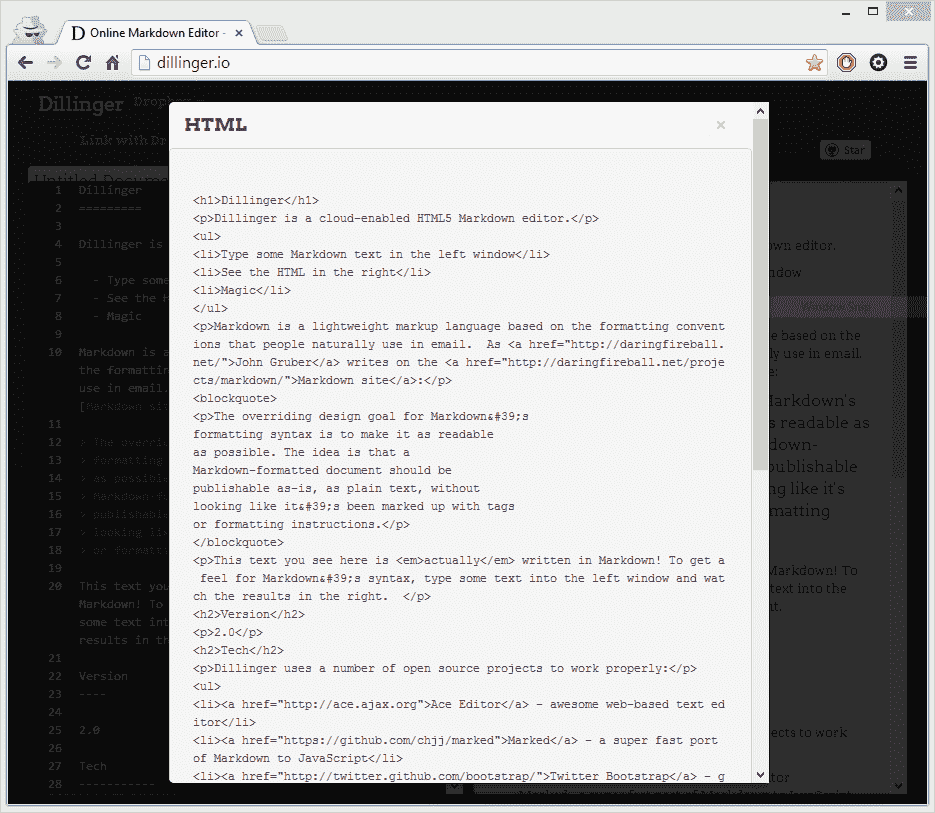 Online Markdown Editor -
dillinger.io
Dillinger
Link with Dr
Star
Untitled Docume
HTML
×
<h1>Dillinger</h1>
<p>Dillinger is a cloud-enabled HTML5 Markdown editor.</p>
<ul>
<li>Type some Markdown text in the left window</li>
<li>See the HTML in the right</li>
<li>Magic</li>
</ul>
<p>Markdown is a lightweight markup language based on the formatting convent
ions that people naturally use in email.  As <a href="http://daringfireball.
net/">John Gruber</a> writes on the <a href="http://daringfireball.net/proje
cts/markdown/">Markdown site</a>:</p>
<blockquote>
<p>The overriding design goal for Markdown&#39;s
formatting syntax is to make it as readable
as possible. The idea is that a
Markdown-formatted document should be
publishable as-is, as plain text, without
looking like it&#39;s been marked up with tags
or formatting instructions.</p>
</blockquote>
<p>This text you see here is <em>actually</em> written in Markdown! To get a
 feel for Markdown&#39;s syntax, type some text into the left window and wat
ch the results in the right.  </p>
<h2>Version</h2>
<p>2.0</p>
<h2>Tech</h2>
<p>Dillinger uses a number of open source projects to work properly:</p>
<ul>
<li><a href="http://ace.ajax.org">Ace Editor</a> - awesome web-based text ed
itor</li>
<li><a href="https://github.com/chjj/marked">Marked</a> - a super fast port
of Markdown to JavaScript</li>
<li><a href="http://twitter.github.com/bootstrap/">Twitter Bootstrap</a> - g
1 Dillinger
2 =========
3
4 Dillinger is
5
6 - Type some
7 - See the H
8 - Magic
9
10 Markdown is a
the formattin
use in email.
[Markdown sit
11
12 > The overri
13 > formatting
14 > as possible
15 > Markdown-f
16 > publishabl
17 > looking li
18 > or formatt
19
20 This text you
Markdown! To
some text int
results in th
21
22 Version
23 ----
24
25 2.0
26
27 Tech
28 -----------
wn editor.
ndow
e based on the
ly use in email.
e:
Markdown's
s readable as
down-
publishable
ng like it's
rmatting
Markdown! To
text into the
t.
jects to work
itor